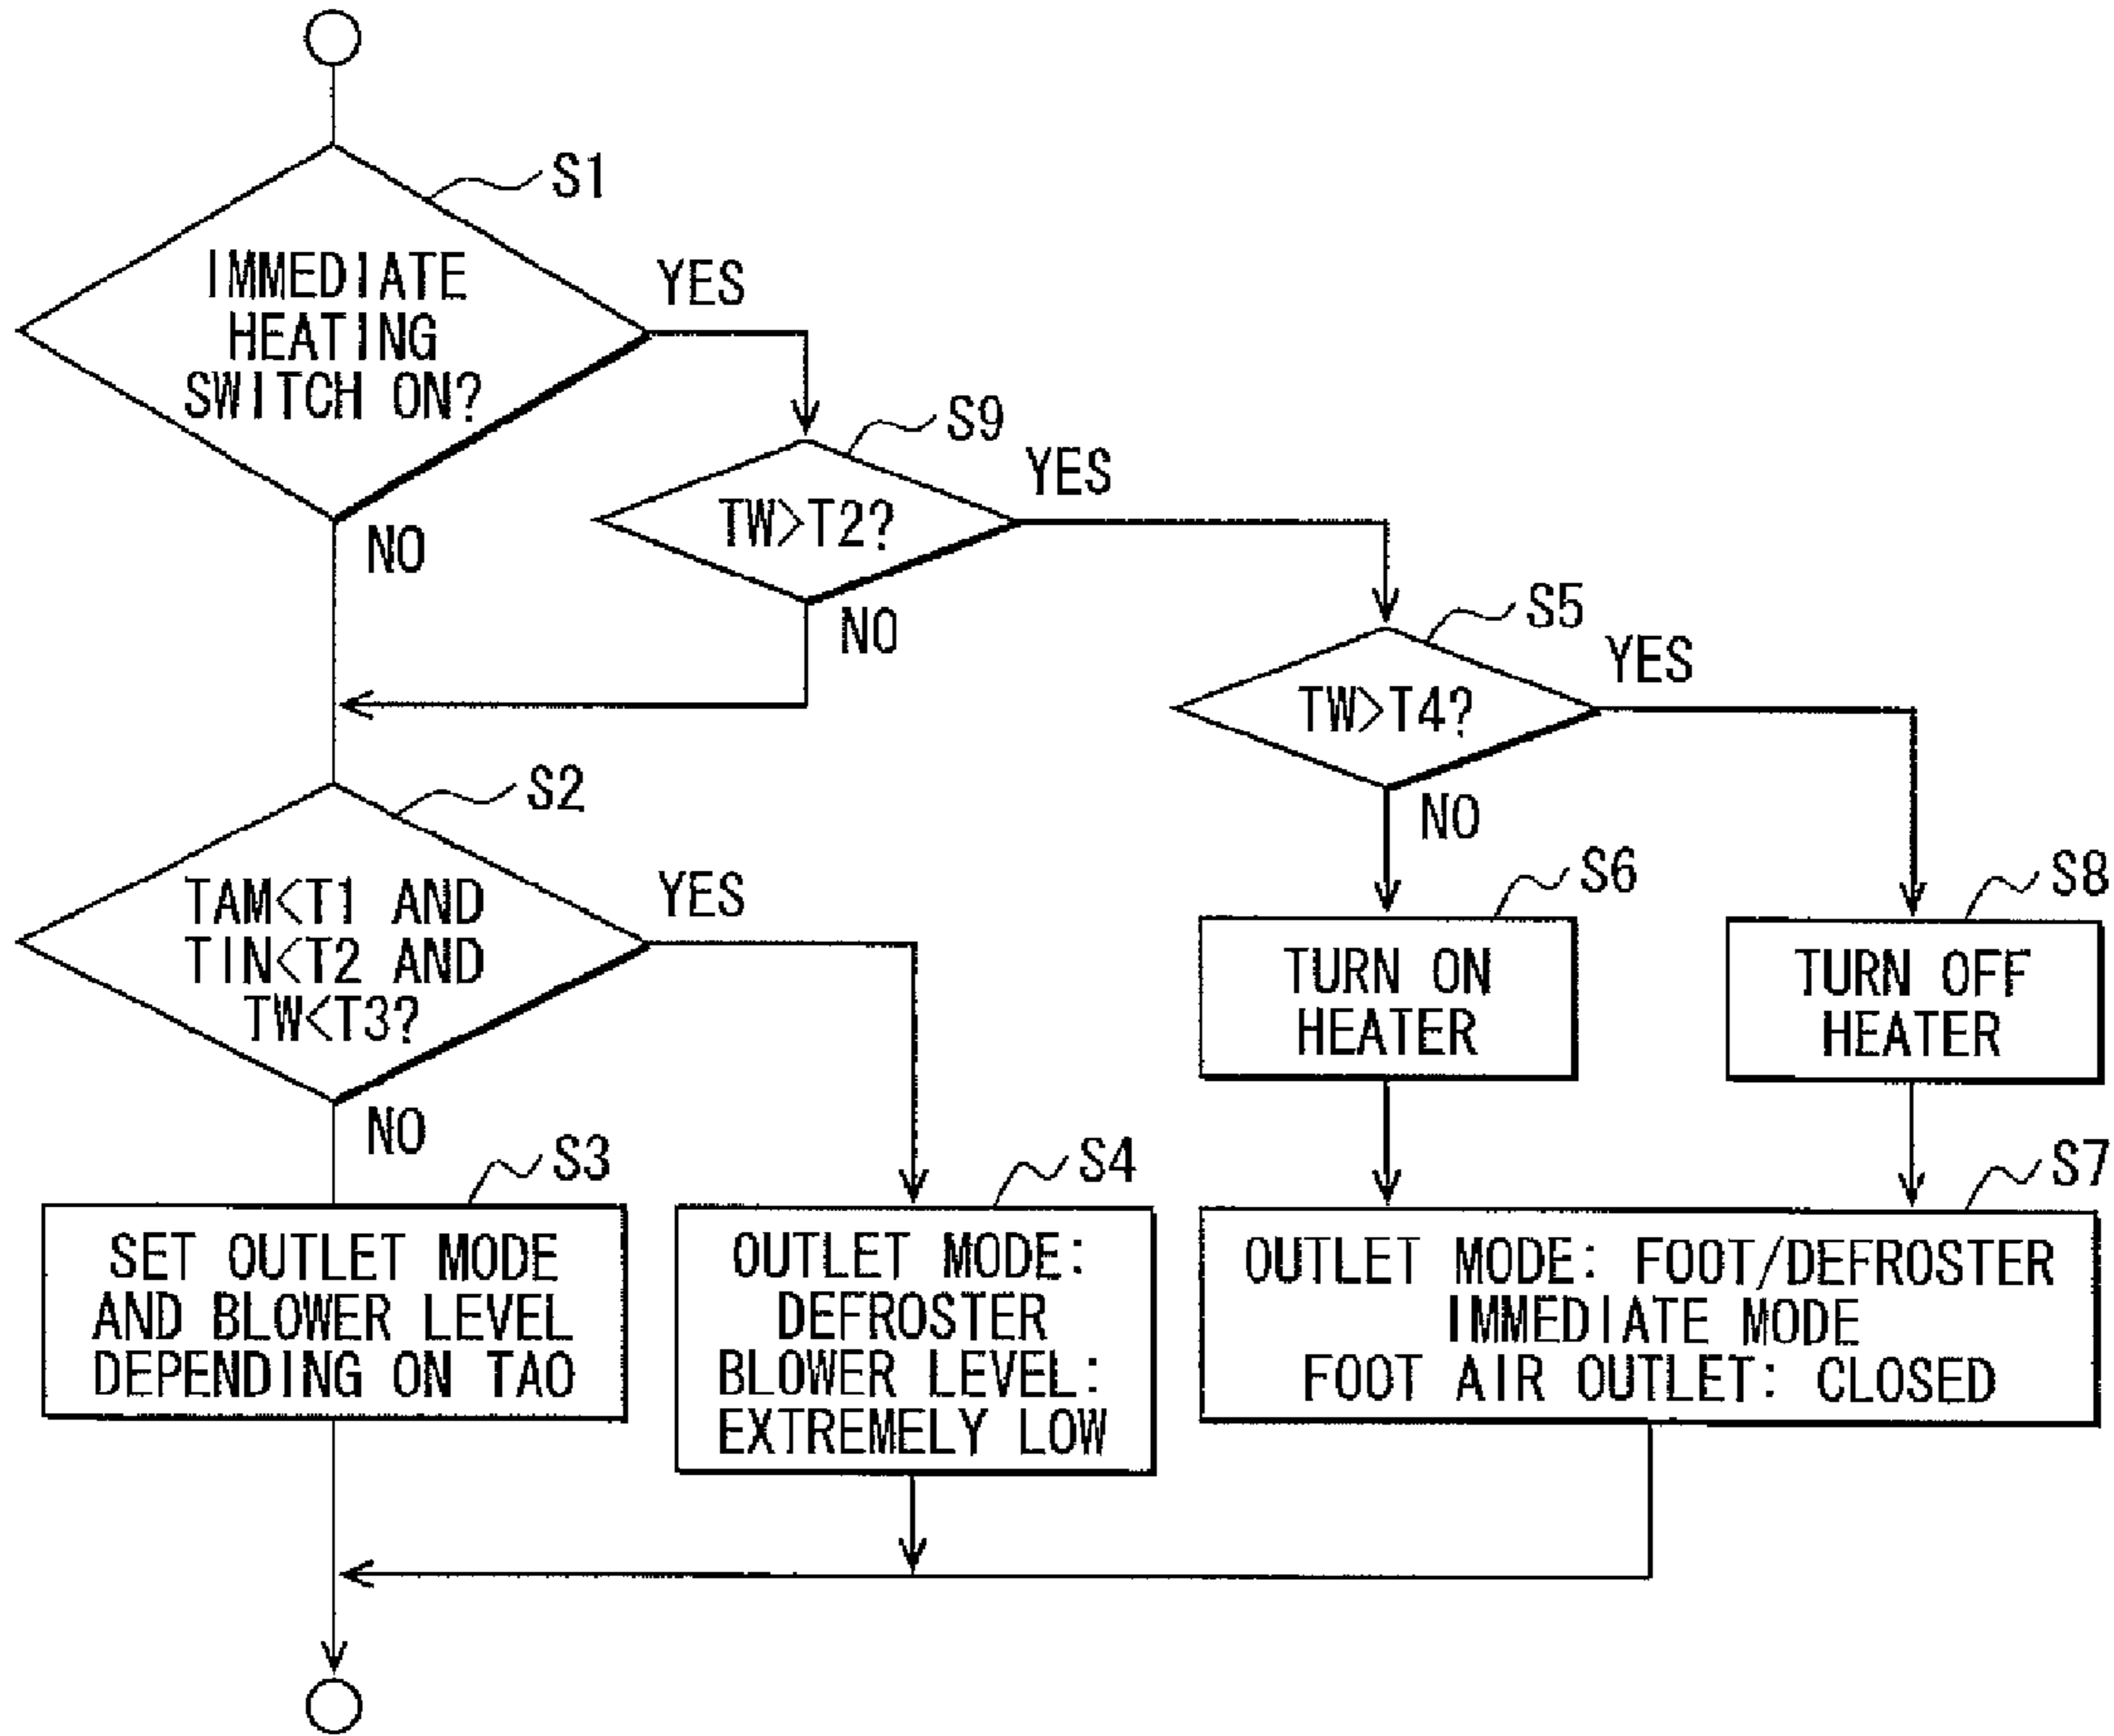 S1
IMMEDIATE
HEATING
SWITCH ON?
YES
NO
S9
TW>T2?
YES
NO
S5
TW>T4?
YES
NO
S2
TAM<T1 AND
TIN<T2 AND
TW<T3?
YES
NO
S6
TURN ON
HEATER
S8
TURN OFF
HEATER
S3
SET OUTLET MODE
AND BLOWER LEVEL
DEPENDING ON TAO
S4
OUTLET MODE:
DEFROSTER
BLOWER LEVEL:
EXTREMELY LOW
S7
OUTLET MODE: FOOT/DEFROSTER
IMMEDIATE MODE
FOOT AIR OUTLET: CLOSED